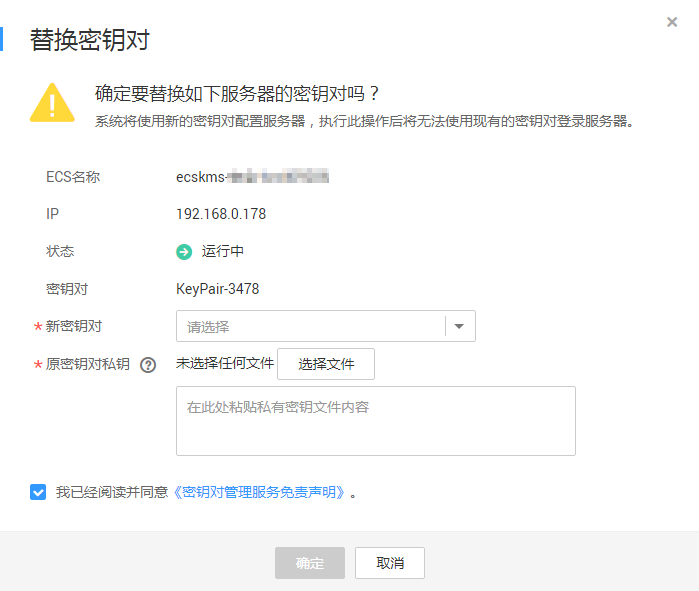 替换密钥对
确定要替换如下服务器的密钥对吗？
系统将使用新的密钥对配置服务器，执行此操作后将无法使用现有的密钥对登录服务器。
ECS名称 ecskms-
IP 192.168.0.178
状态 运行中
密钥对 KeyPair-3478
* 新密钥对 请选择
* 原密钥对私钥 ? 未选择任何文件 选择文件
在此处粘贴私有密钥文件内容
我已经阅读并同意《密钥对管理服务免责声明》。
确定 取消